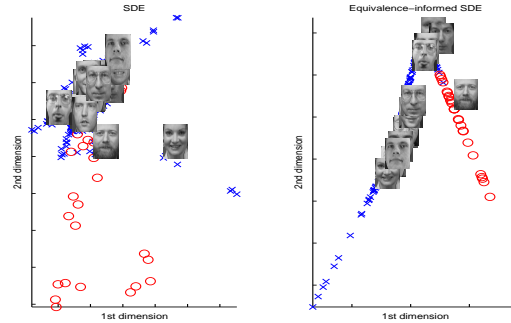 SDE
Equivalence−informed SDE
2nd dimension
2nd dimension
1st dimension
1st dimension